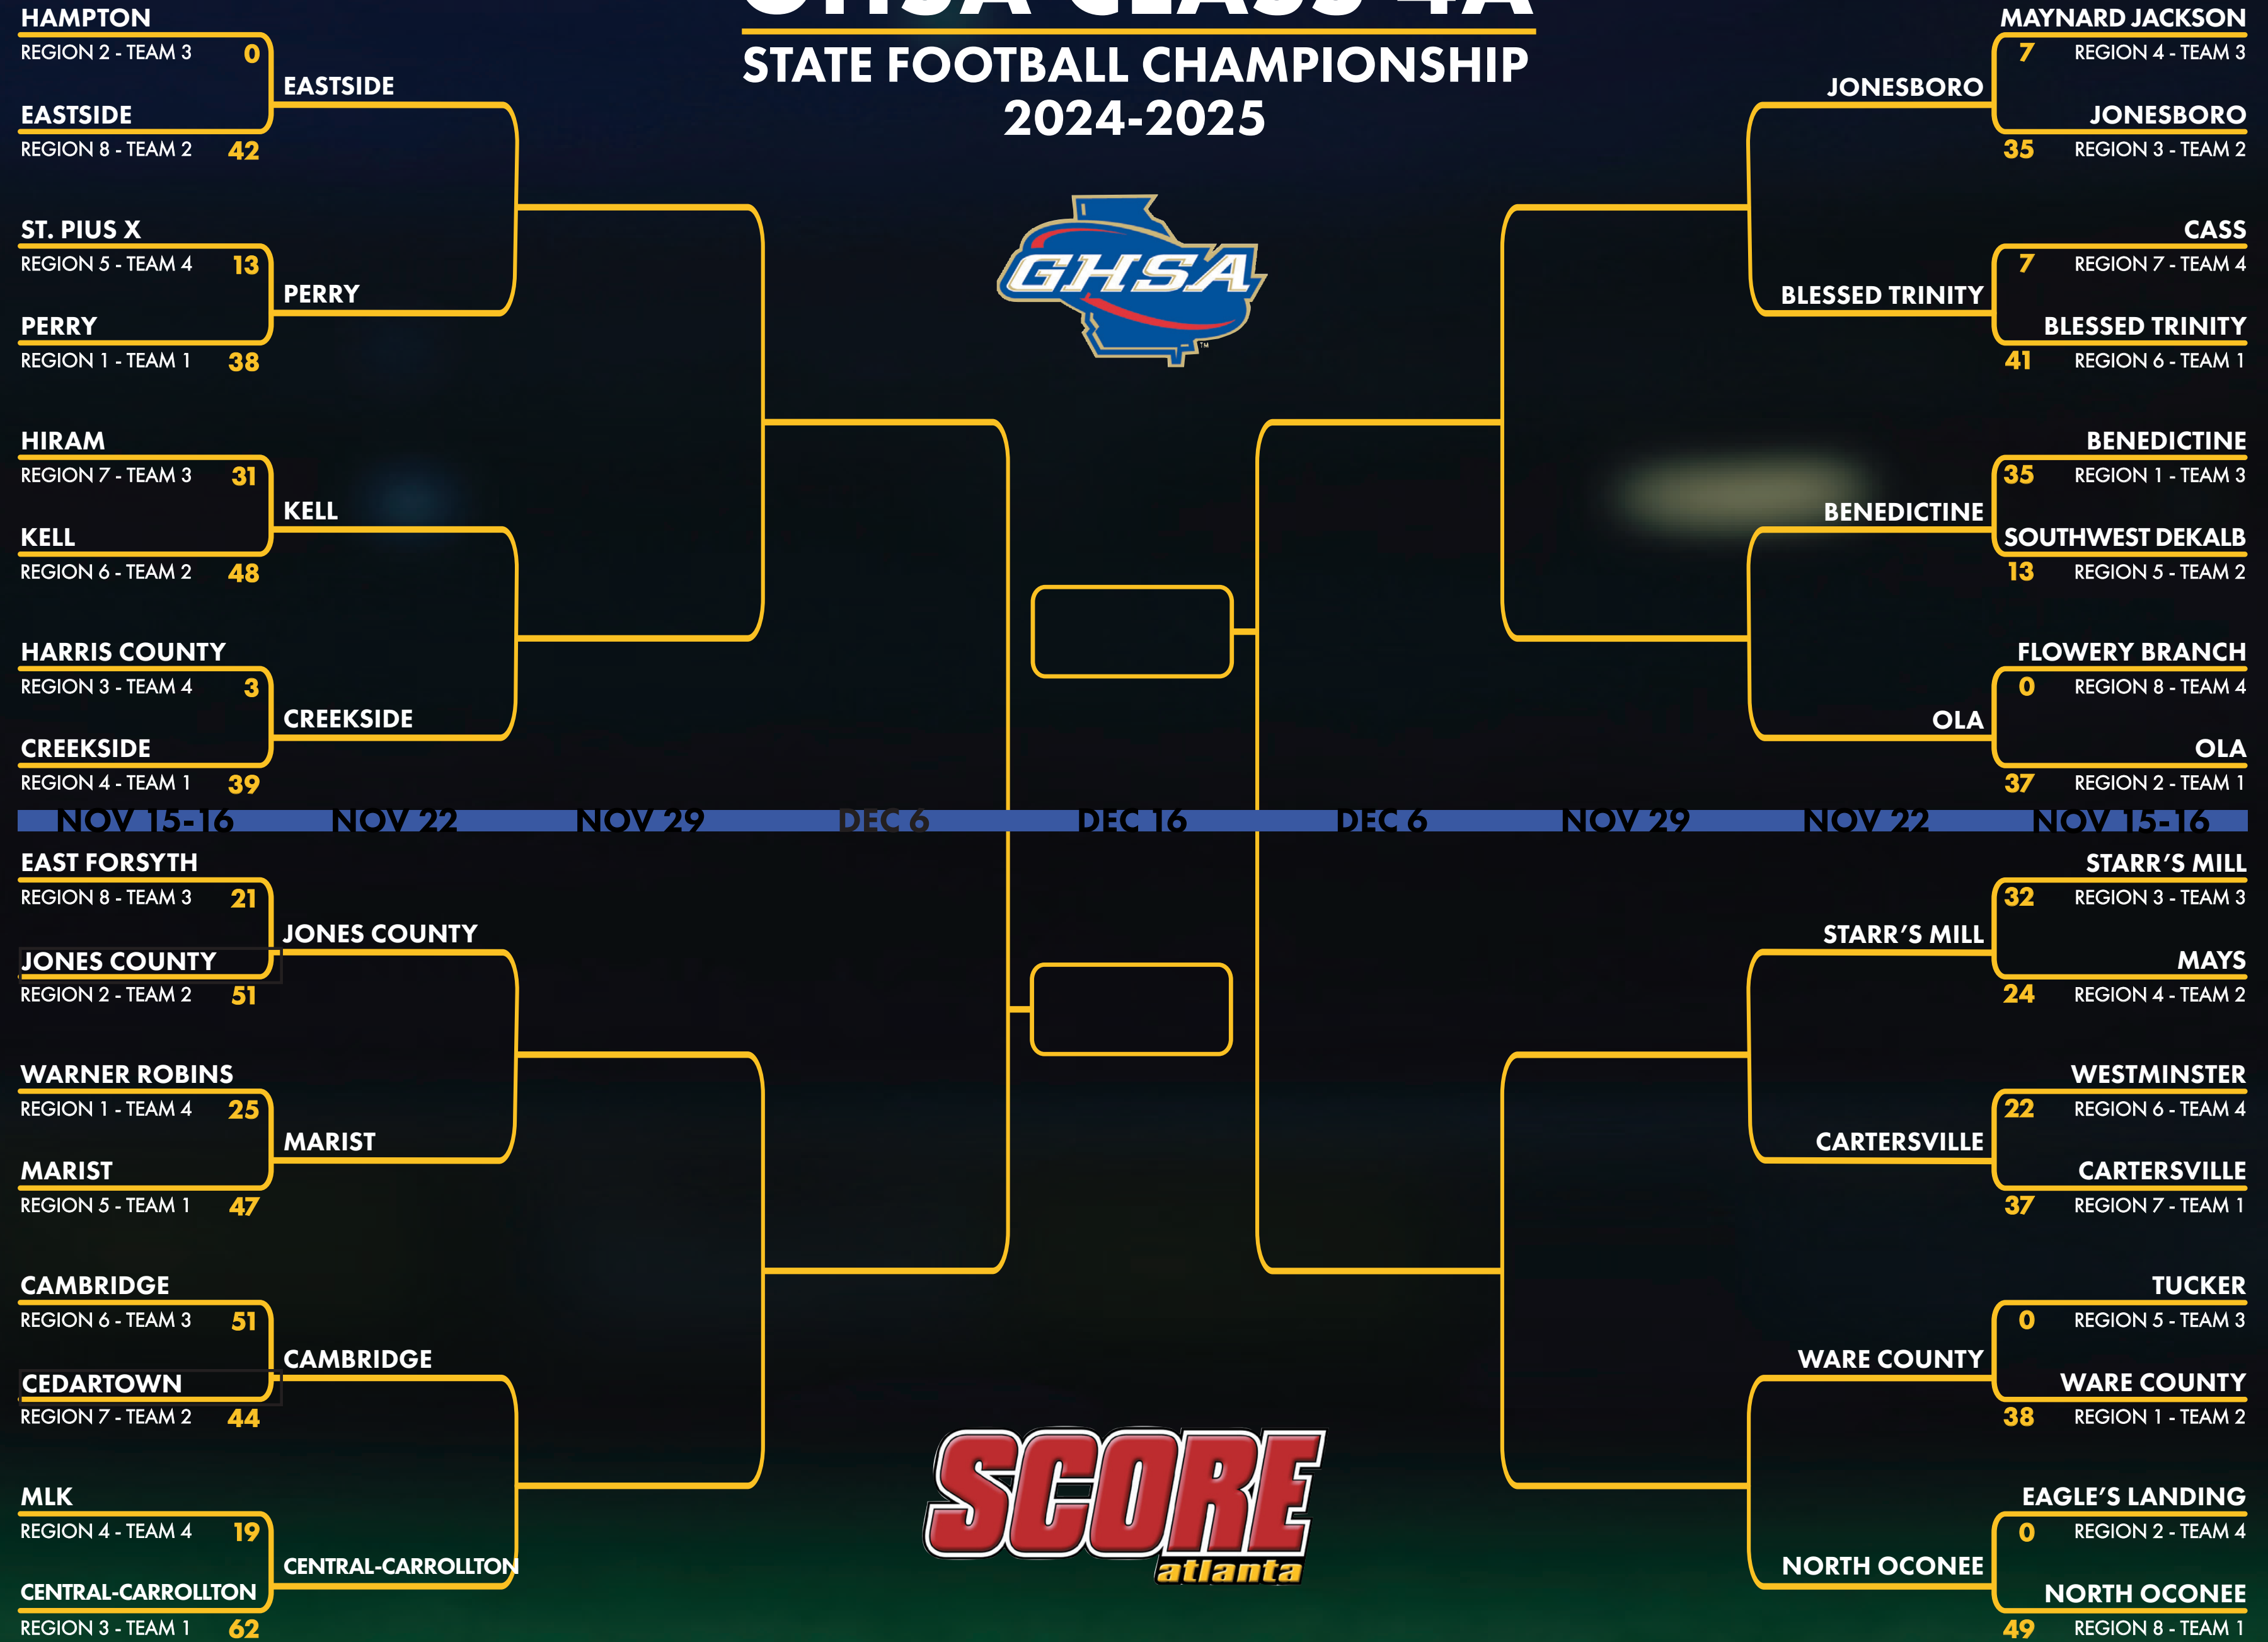 GHSA CLASS 4A
STATE FOOTBALL CHAMPIONSHIP
2024-2025
HAMPTON
REGION 2 - TEAM 3 0
EASTSIDE
EASTSIDE
REGION 8 - TEAM 2 42
ST. PIUS X
REGION 5 - TEAM 4 13
PERRY
PERRY
REGION 1 - TEAM 1 38
HIRAM
REGION 7 - TEAM 3 31
KELL
KELL
REGION 6 - TEAM 2 48
HARRIS COUNTY
REGION 3 - TEAM 4 3
CREEKSIDE
CREEKSIDE
REGION 4 - TEAM 1 39
GHSA
TM
MAYNARD JACKSON
7 REGION 4 - TEAM 3
JONESBORO
JONESBORO
35 REGION 3 - TEAM 2
CASS
7 REGION 7 - TEAM 4
BLESSED TRINITY
BLESSED TRINITY
41 REGION 6 - TEAM 1
BENEDICTINE
35 REGION 1 - TEAM 3
BENEDICTINE
SOUTHWEST DEKALB
13 REGION 5 - TEAM 2
FLOWERY BRANCH
0 REGION 8 - TEAM 4
OLA
OLA
37 REGION 2 - TEAM 1
NOV 15-16 NOV 22 NOV 29 DEC 6 DEC 16 DEC 6 NOV 29 NOV 22 NOV 15-16
EAST FORSYTH
REGION 8 - TEAM 3 21
JONES COUNTY
JONES COUNTY
REGION 2 - TEAM 2 51
WARNER ROBINS
REGION 1 - TEAM 4 25
MARIST
MARIST
REGION 5 - TEAM 1 47
CAMBRIDGE
REGION 6 - TEAM 3 51
CAMBRIDGE
CEDARTOWN
REGION 7 - TEAM 2 44
MLK
REGION 4 - TEAM 4 19
CENTRAL-CARROLLTON
CENTRAL-CARROLLTON
REGION 3 - TEAM 1 62
SCORE
atlanta
STARR'S MILL
32 REGION 3 - TEAM 3
STARR'S MILL
MAYS
24 REGION 4 - TEAM 2
WESTMINSTER
22 REGION 6 - TEAM 4
CARTERSVILLE
CARTERSVILLE
37 REGION 7 - TEAM 1
TUCKER
0 REGION 5 - TEAM 3
WARE COUNTY
WARE COUNTY
38 REGION 1 - TEAM 2
EAGLE'S LANDING
0 REGION 2 - TEAM 4
NORTH OCONEE
NORTH OCONEE
49 REGION 8 - TEAM 1